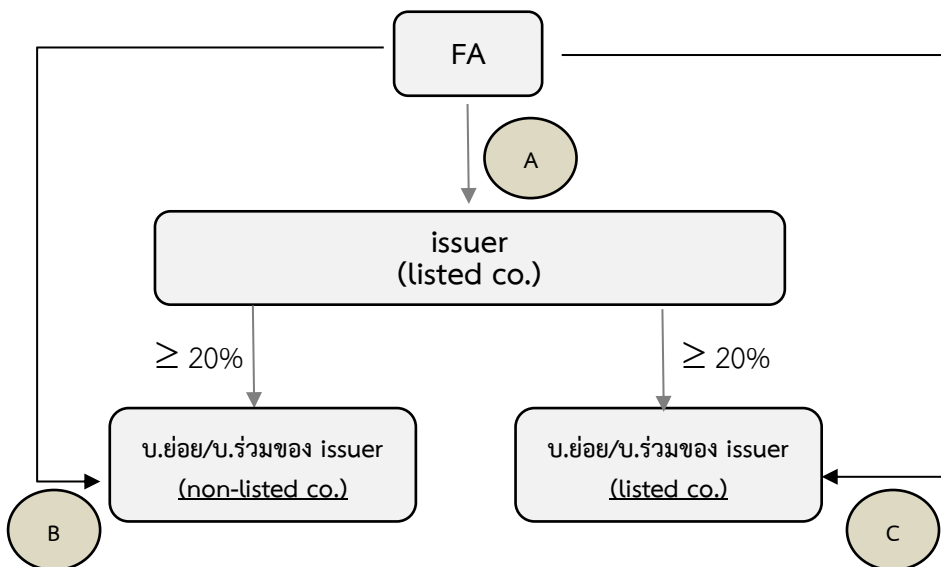 FA
A
issuer
(listed co.)
≥ 20%
≥ 20%
บ.ย่อย/บ.ร่วมของ issuer
(non-listed co.)
บ.ย่อย/บ.ร่วมของ issuer
(listed co.)
B
C